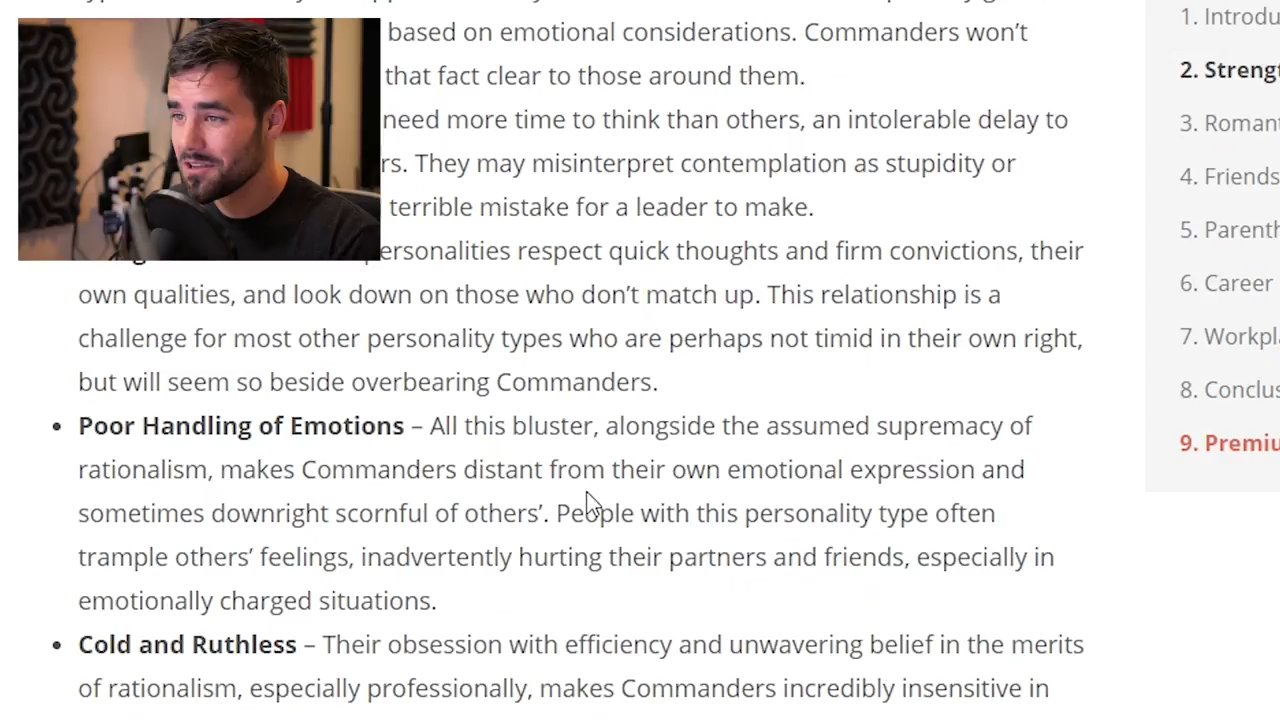 based on emotional considerations. Commanders won't
that fact clear to those around them.
need more time to think than others, an intolerable delay to
rs. They may misinterpret contemplation as stupidity or
terrible mistake for a leader to make.
ersonalities respect quick thoughts and firm convictions, their
own qualities, and look down on those who don't match up. This relationship is a
challenge for most other personality types who are perhaps not timid in their own right,
but will seem so beside overbearing Commanders.
• Poor Handling of Emotions – All this bluster, alongside the assumed supremacy of
rationalism, makes Commanders distant from their own emotional expression and
sometimes downright scornful of others'. People with this personality type often
trample others' feelings, inadvertently hurting their partners and friends, especially in
emotionally charged situations.
• Cold and Ruthless – Their obsession with efficiency and unwavering belief in the merits
of rationalism, especially professionally, makes Commanders incredibly insensitive in
1. Introdu
2. Strengt
3. Romant
4. Friends
5. Parenth
6. Career
7. Workpl
8. Conclus
9. Premiu